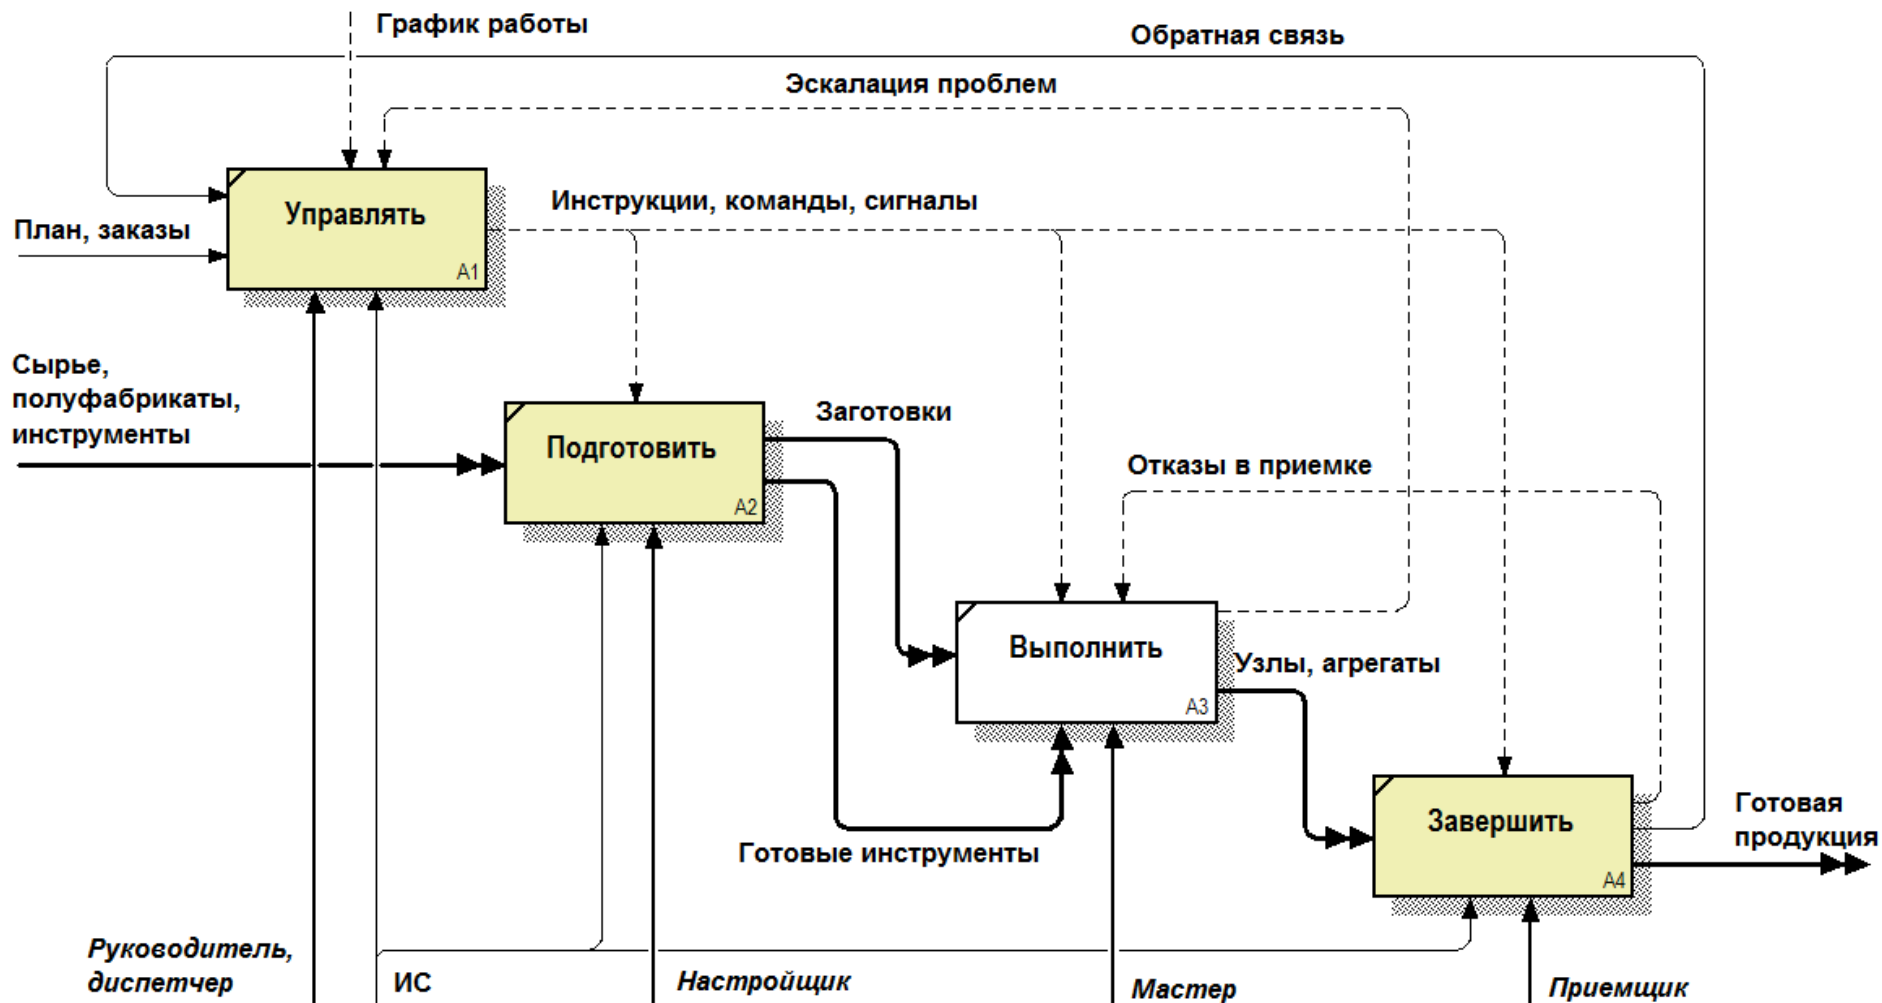 График работы
Обратная связь
Эскалация проблем
Инструкции, команды, сигналы
Управлять
A1
План, заказы
Сырье,
полуфабрикаты,
инструменты
Подготовить
A2
Заготовки
Отказы в приемке
Выполнить
A3
Узлы, агрегаты
Готовые инструменты
Завершить
A4
Готовая
продукция
Руководитель,
диспетчер
ИС
Настройщик
Мастер
Приемщик